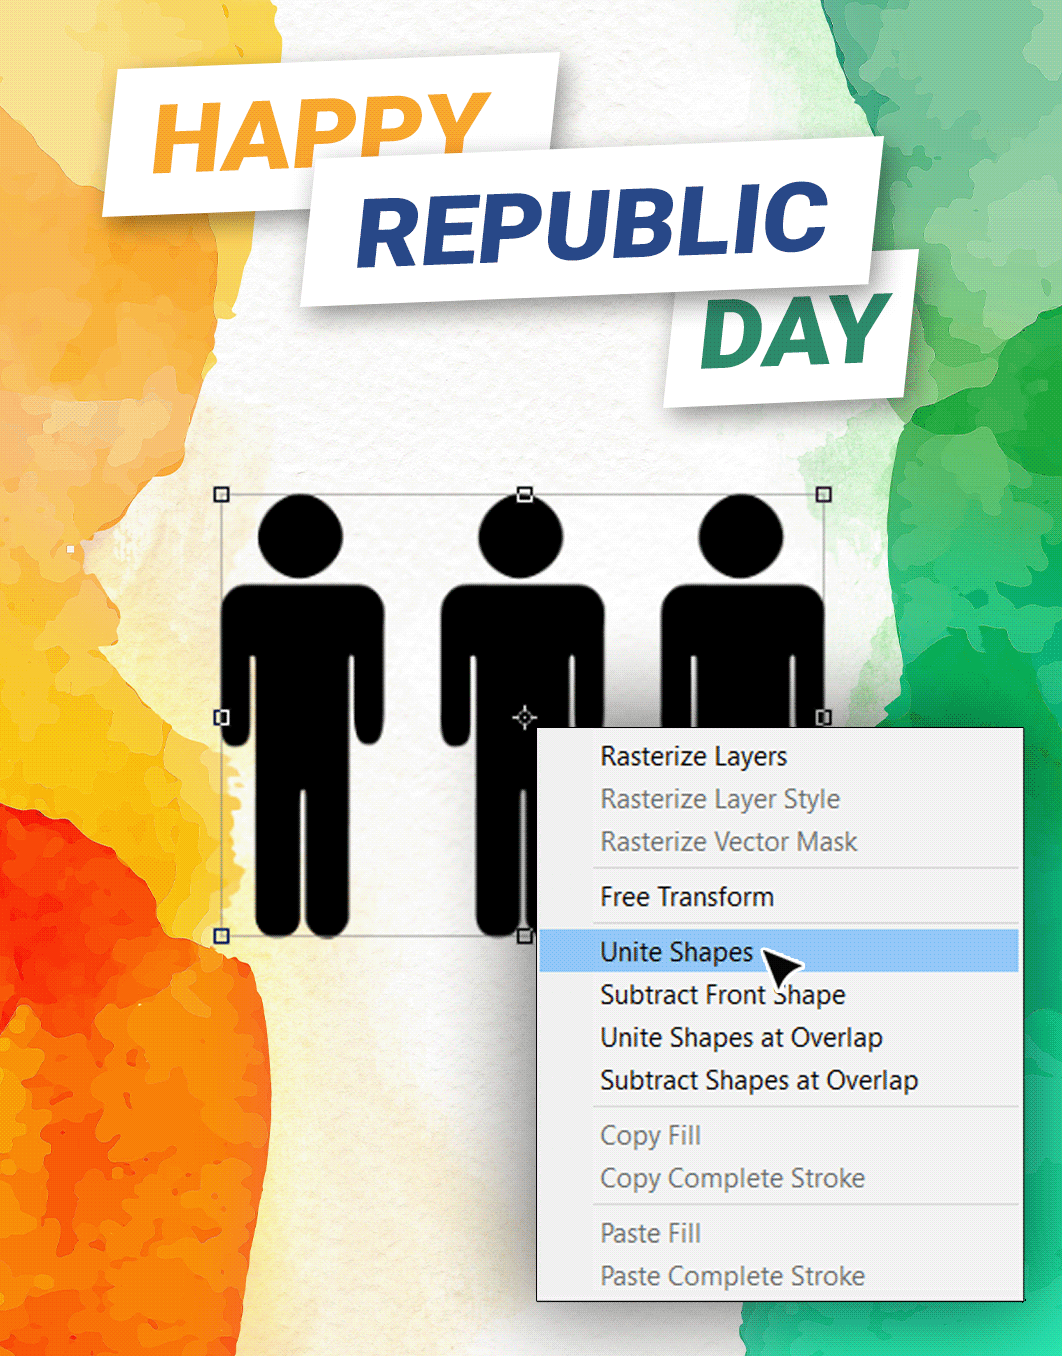 HAPPY
REPUBLIC
DAY
Rasterize Layers
Rasterize Layer Style
Rasterize Vector Mask
Free Transform
Unite Shapes
Subtract Front Shape
Unite Shapes at Overlap
Subtract Shapes at Overlap
Copy Fill
Copy Complete Stroke
Paste Fill
Paste Complete Stroke